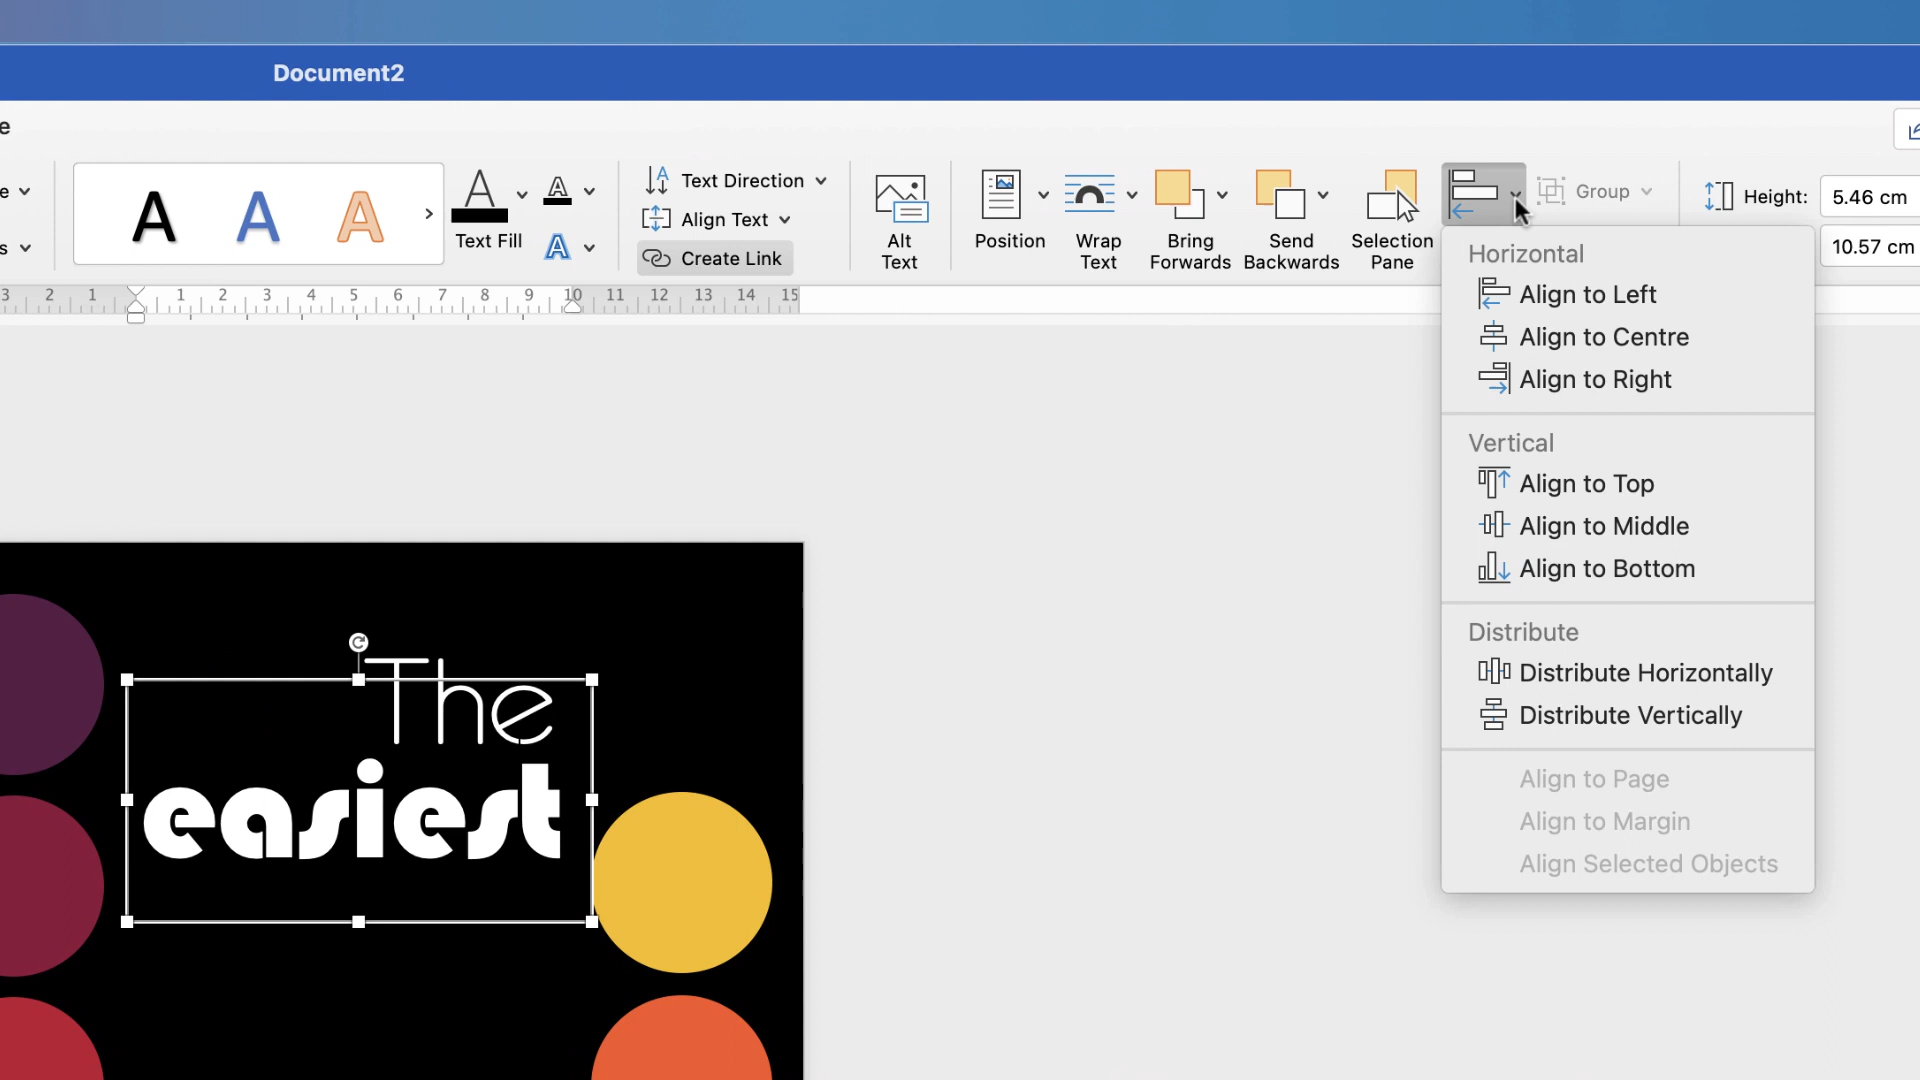 Document2
e
e
A A A
Text Fill
A
A
s
Text Direction
Align Text
Create Link
Alt
Text
Position
Wrap
Text
Bring
Forwards
Send
Backwards
Selection
Pane
Group
Height:
5.46 cm
10.57 cm
3 2 1 1 2 3 4 5 6 7 8 9 10 11 12 13 14 15
Horizontal
Align to Left
Align to Centre
Align to Right
Vertical
Align to Top
Align to Middle
Align to Bottom
Distribute
Distribute Horizontally
Distribute Vertically
Align to Page
Align to Margin
Align Selected Objects
The
easiest